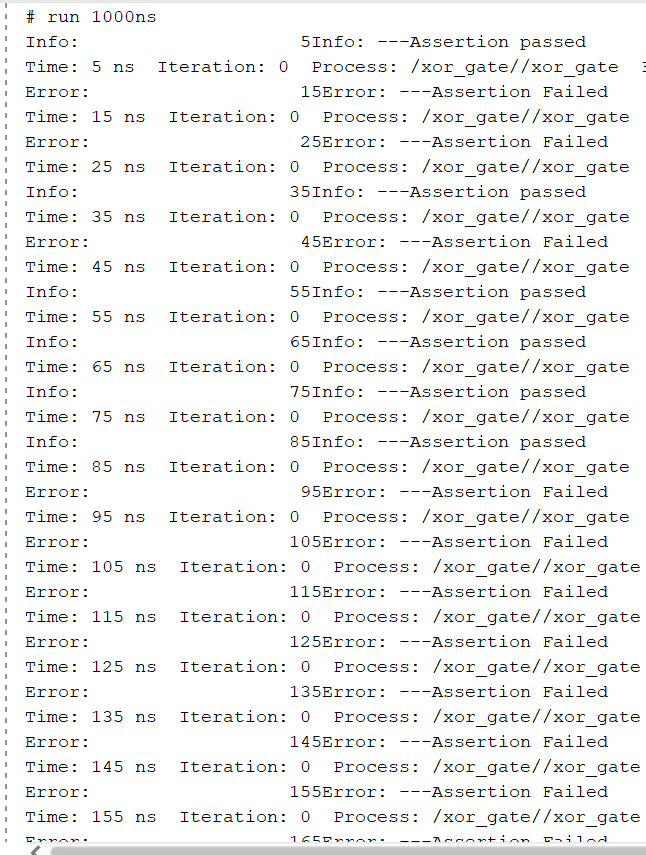 # run 1000ns
Info:                    5Info: ---Assertion passed
Time: 5 ns  Iteration: 0  Process: /xor_gate//xor_gate
Error:                   15Error: ---Assertion Failed
Time: 15 ns  Iteration: 0  Process: /xor_gate//xor_gate
Error:                   25Error: ---Assertion Failed
Time: 25 ns  Iteration: 0  Process: /xor_gate//xor_gate
Info:                   35Info: ---Assertion passed
Time: 35 ns  Iteration: 0  Process: /xor_gate//xor_gate
Error:                   45Error: ---Assertion Failed
Time: 45 ns  Iteration: 0  Process: /xor_gate//xor_gate
Info:                   55Info: ---Assertion passed
Time: 55 ns  Iteration: 0  Process: /xor_gate//xor_gate
Info:                   65Info: ---Assertion passed
Time: 65 ns  Iteration: 0  Process: /xor_gate//xor_gate
Info:                   75Info: ---Assertion passed
Time: 75 ns  Iteration: 0  Process: /xor_gate//xor_gate
Info:                   85Info: ---Assertion passed
Time: 85 ns  Iteration: 0  Process: /xor_gate//xor_gate
Error:                   95Error: ---Assertion Failed
Time: 95 ns  Iteration: 0  Process: /xor_gate//xor_gate
Error:                  105Error: ---Assertion Failed
Time: 105 ns  Iteration: 0  Process: /xor_gate//xor_gate
Error:                  115Error: ---Assertion Failed
Time: 115 ns  Iteration: 0  Process: /xor_gate//xor_gate
Error:                  125Error: ---Assertion Failed
Time: 125 ns  Iteration: 0  Process: /xor_gate//xor_gate
Error:                  135Error: ---Assertion Failed
Time: 135 ns  Iteration: 0  Process: /xor_gate//xor_gate
Error:                  145Error: ---Assertion Failed
Time: 145 ns  Iteration: 0  Process: /xor_gate//xor_gate
Error:                  155Error: ---Assertion Failed
Time: 155 ns  Iteration: 0  Process: /xor_gate//xor_gate
Error:                  165Error: ---Assertion Failed